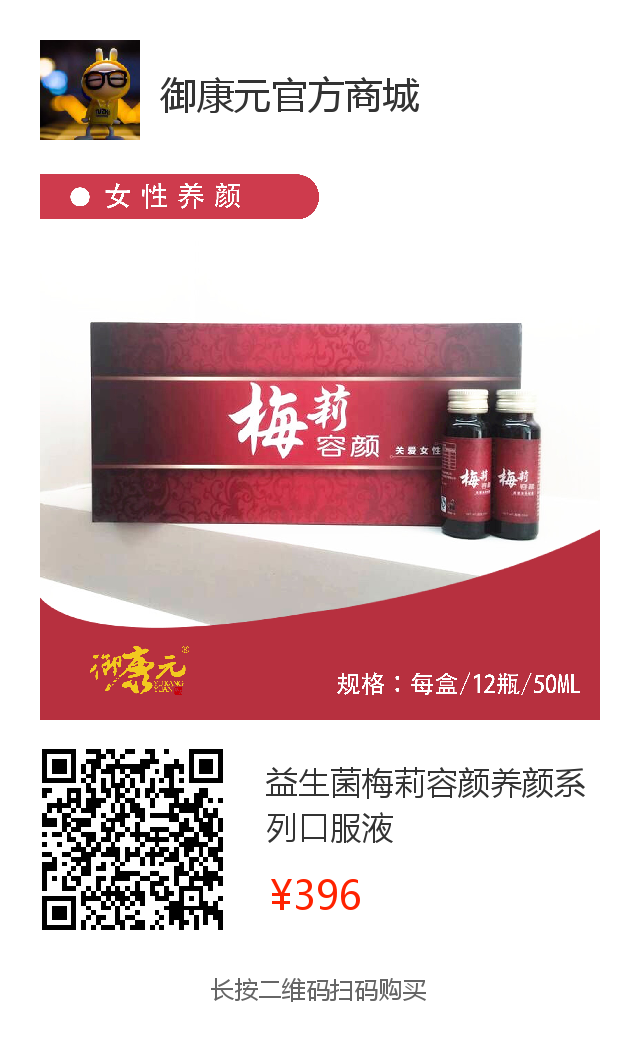 御康元官方商城
女性养颜
梅莉
容颜
关爱女性
梅莉
容颜
梅莉
容颜
御康元®
YUKANG
YUAN
规格：每盒/12瓶/50ML
益生菌梅莉容颜养颜系
列口服液
¥396
长按二维码扫码购买